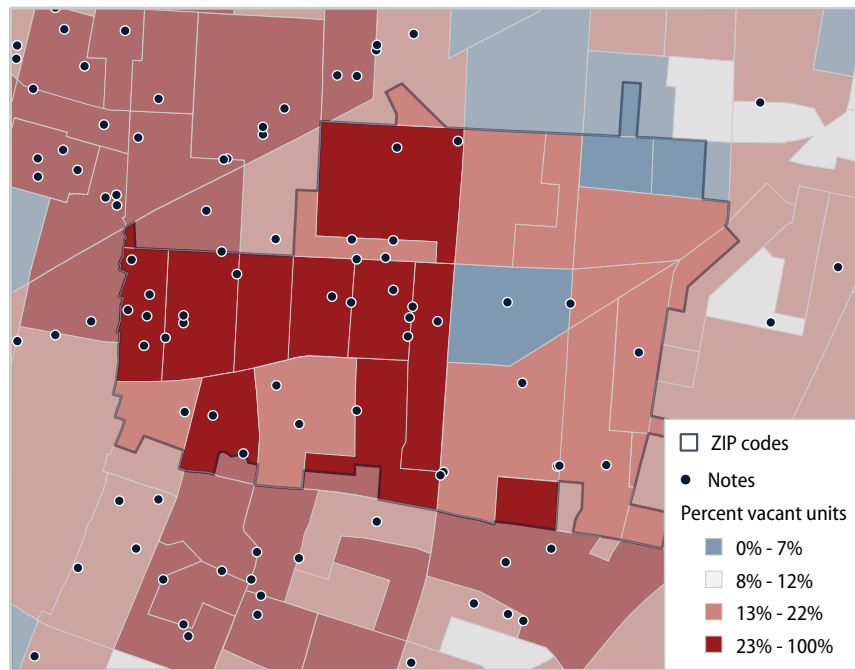 ZIP codes
Notes
Percent vacant units
0% - 7%
8% - 12%
13% - 22%
23% - 100%